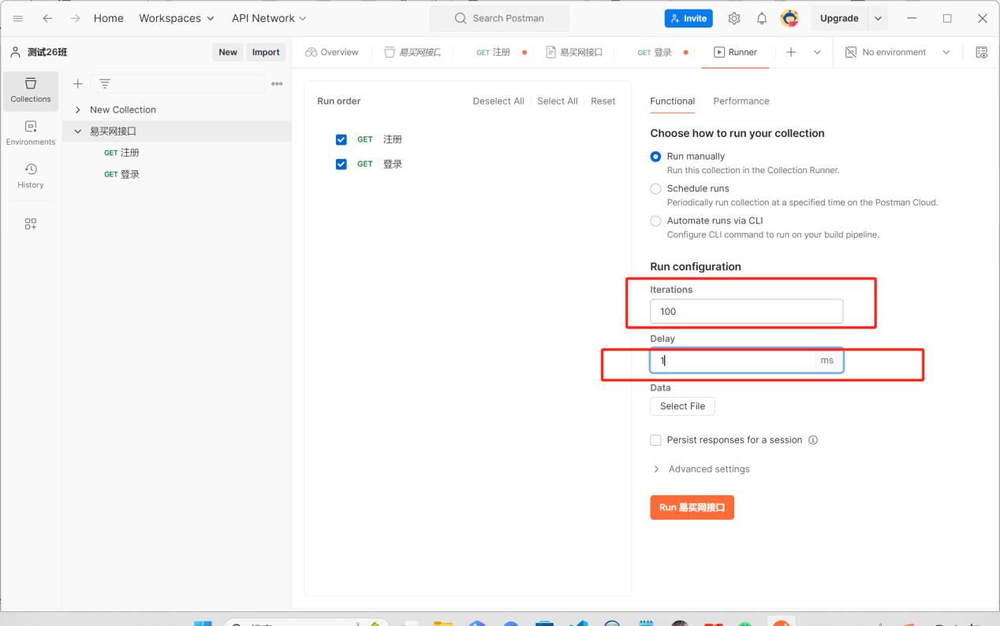 Home Workspaces API Network Search Postman Invite Upgrade
测试26班 New Import Overview 易买网接口 GET 注册 易买网接口 GET 登录 Runner No environment
Collections
Environments
History
New Collection
易买网接口
GET 注册
GET 登录
Run order Deselect All Select All Reset
GET 注册
GET 登录
Functional Performance
Choose how to run your collection
Run manually
Run this collection in the Collection Runner.
Schedule runs
Periodically run collection at a specified time on the Postman Cloud.
Automate runs via CLI
Configure CLI command to run on your build pipeline.
Run configuration
Iterations
100
Delay
1 ms
Data
Select File
Persist responses for a session
Advanced settings
Run 易买网接口